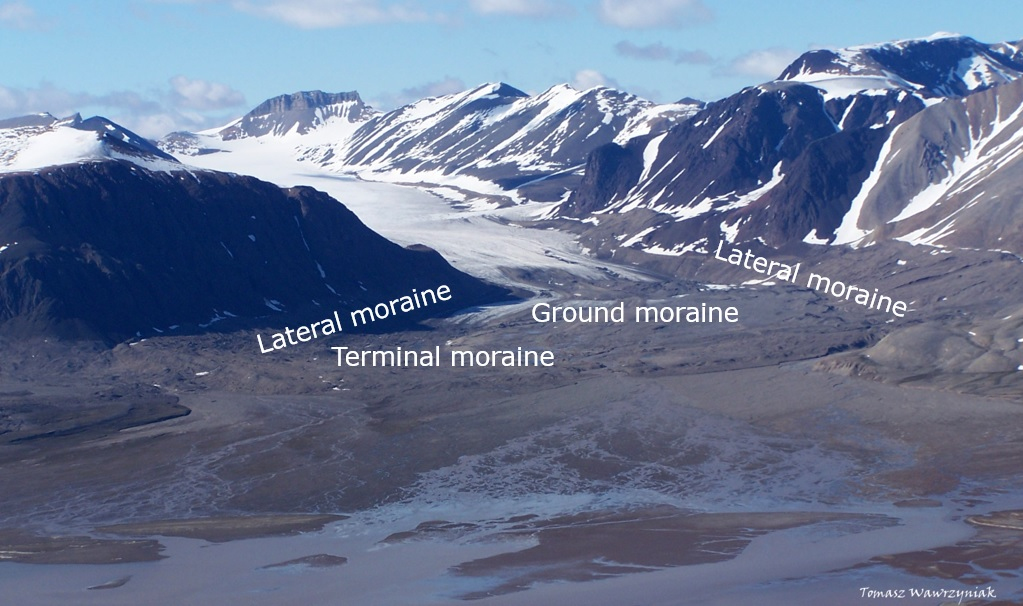 Lateral moraine
Lateral moraine
Ground moraine
Terminal moraine
Tomasz Wawrzyniak